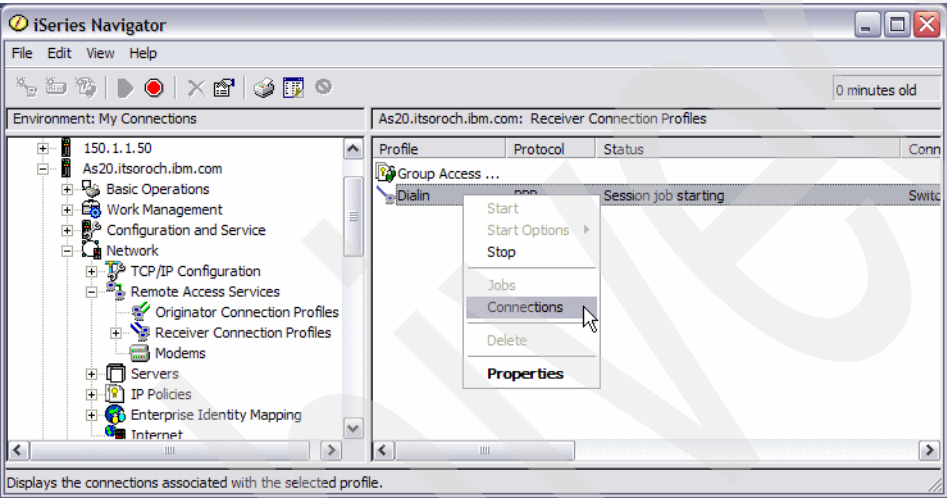 iSeries Navigator
File Edit View Help
0 minutes old
Environment: My Connections
As20.itsoroch.ibm.com: Receiver Connection Profiles
150.1.1.50
As20.itsoroch.ibm.com
Basic Operations
Work Management
Configuration and Service
Network
TCP/IP Configuration
Remote Access Services
Originator Connection Profiles
Receiver Connection Profiles
Modems
Servers
IP Policies
Enterprise Identity Mapping
Internet
Profile Protocol Status Conn
Group Access ...
Dialin PPP Session job starting Switc
Start
Start Options
Stop
Jobs
Connections
Delete
Properties
Displays the connections associated with the selected profile.